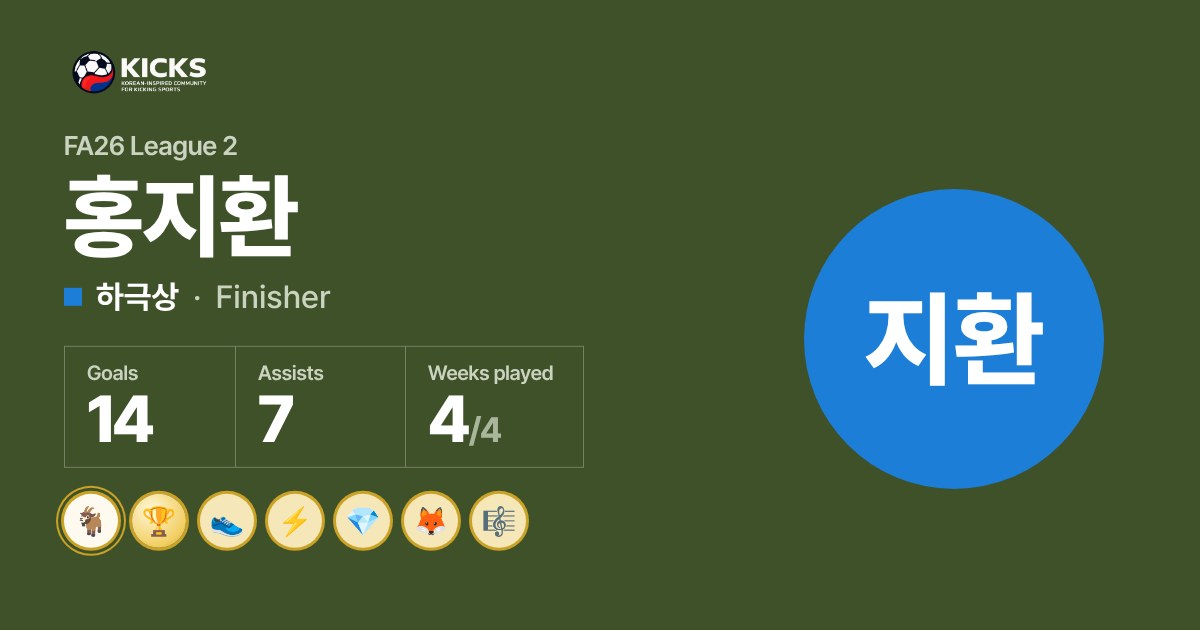 KICKS
KOREAN-INSPIRED COMMUNITY
FOR KICKING SPORTS
FA26 League 2
홍지환
하극상 · Finisher
지환
Goals
14
Assists
7
Weeks played
4/4